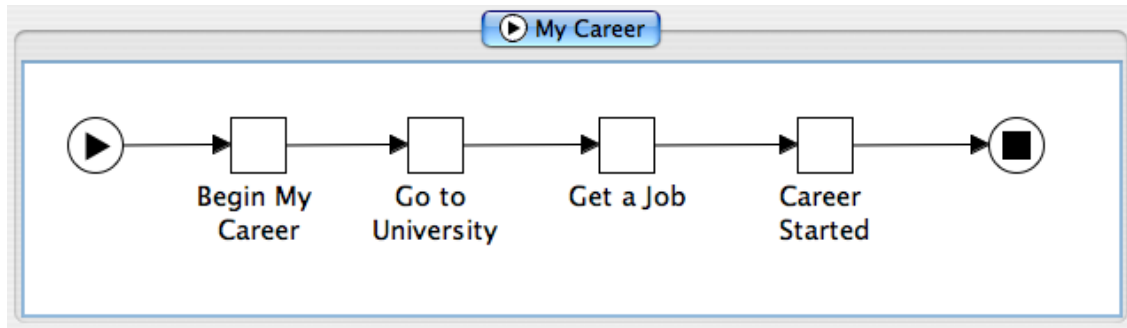 My Career
Begin My
Career
Go to
University
Get a Job
Career
Started